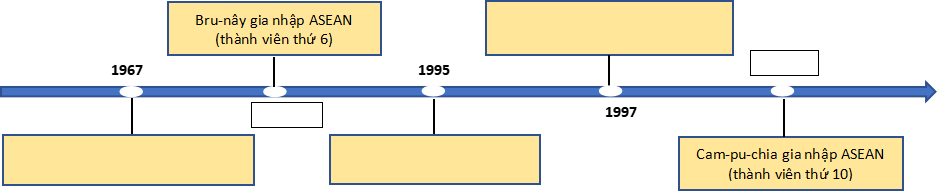 Bru-nây gia nhập ASEAN
(thành viên thứ 6)
1967
1995
1997
Cam-pu-chia gia nhập ASEAN
(thành viên thứ 10)